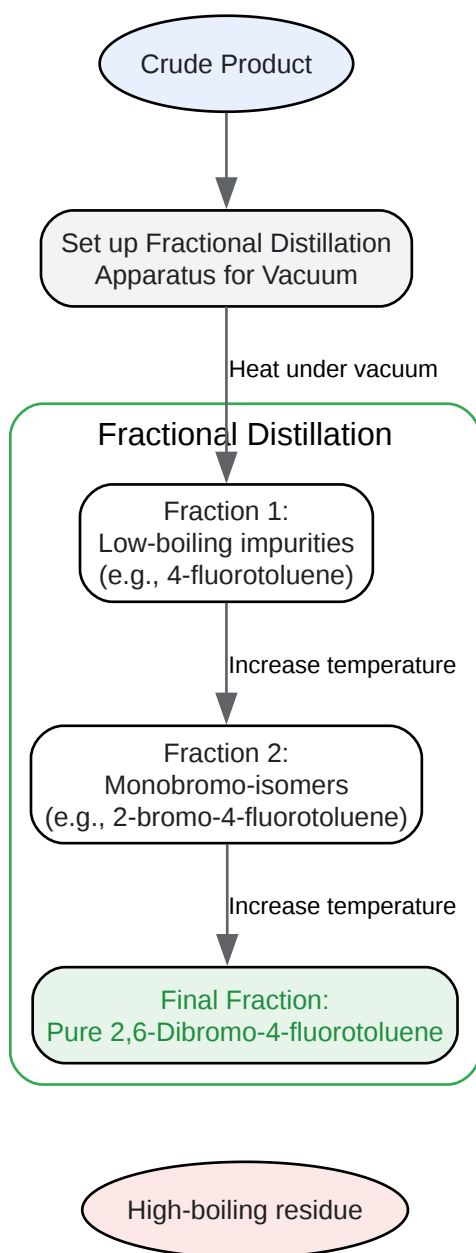 Crude Product
Set up Fractional Distillation
Apparatus for Vacuum
Heat under vacuum
Fractional Distillation
Fraction 1:
Low-boiling impurities
(e.g., 4-fluorotoluene)
Increase temperature
Fraction 2:
Monobromo-isomers
(e.g., 2-bromo-4-fluorotoluene)
Increase temperature
Final Fraction:
Pure 2,6-Dibromo-4-fluorotoluene
High-boiling residue